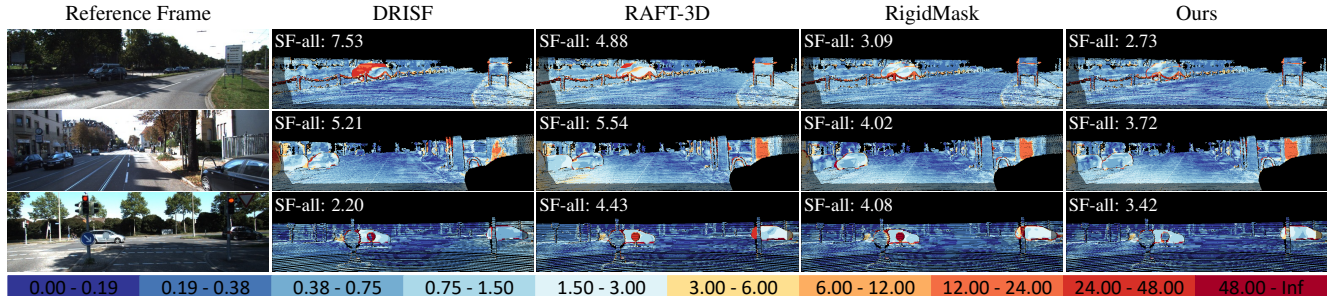 Reference Frame DRISF RAFT-3D RigidMask Ours
SF-all: 7.53 SF-all: 4.88 SF-all: 3.09 SF-all: 2.73
SF-all: 5.21 SF-all: 5.54 SF-all: 4.02 SF-all: 3.72
SF-all: 2.20 SF-all: 4.43 SF-all: 4.08 SF-all: 3.42
0.00 - 0.19 0.19 - 0.38 0.38 - 0.75 0.75 - 1.50 1.50 - 3.00 3.00 - 6.00 6.00 - 12.00 12.00 - 24.00 24.00 - 48.00 48.00 - Inf